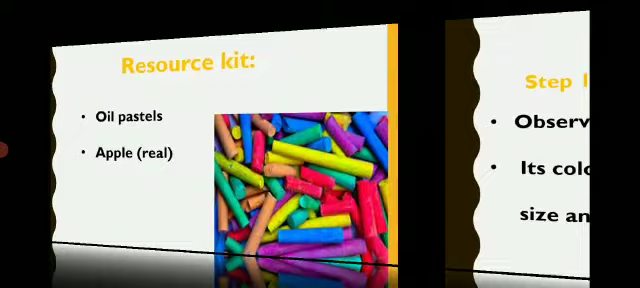 Resource kit:
• Oil pastels
• Apple (real)
Step
• Observ
• Its colo
size an